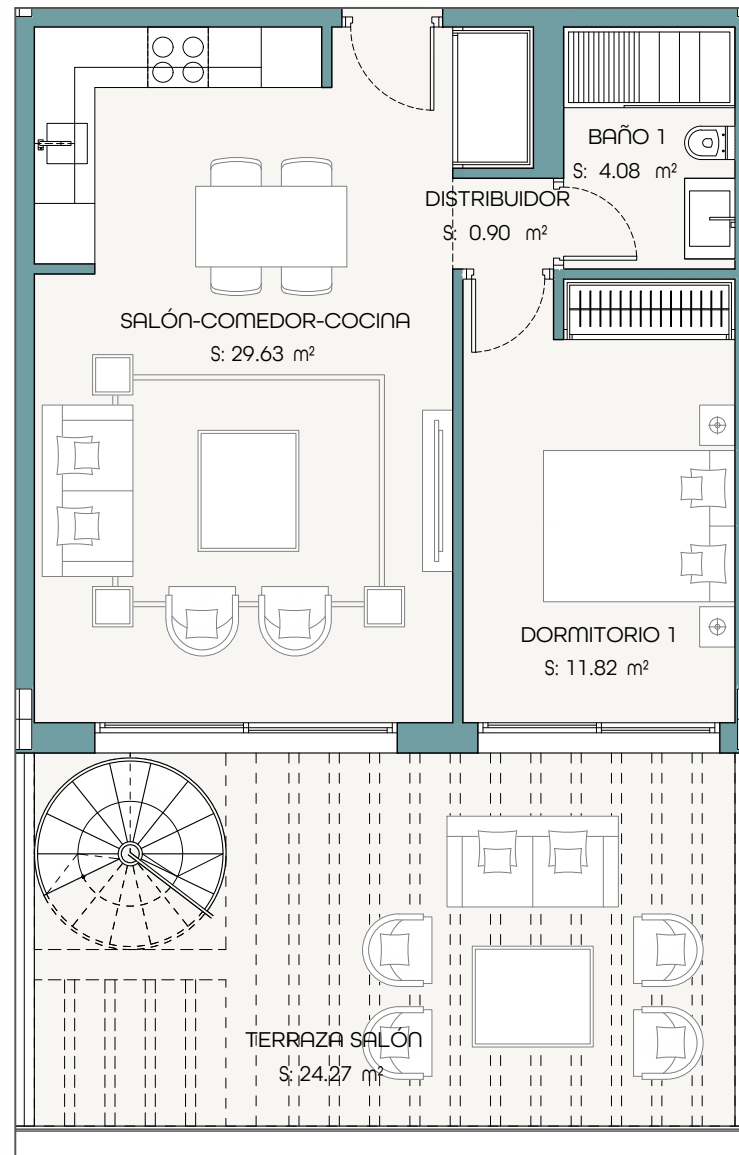 BAÑO 1
S: 4.08 m²
DISTRIBUIDOR
S: 0.90 m²
SALÓN-COMEDOR-COCINA
S: 29.63 m²
DORMITORIO 1
S: 11.82 m²
TERRAZA SALÓN
S: 24.27 m²